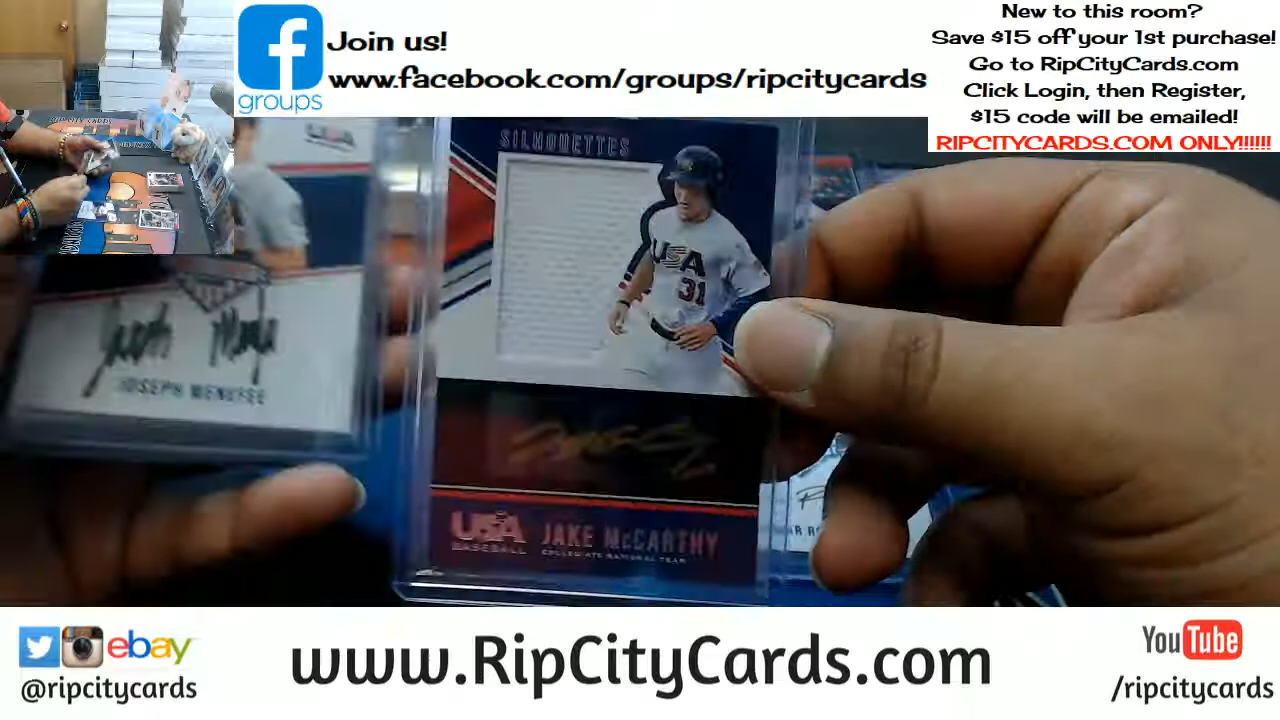 Join us!
www.facebook.com/groups/ripcitycards
groups
New to this room?
Save $15 off your 1st purchase!
Go to RipCityCards.com
Click Login, then Register,
$15 code will be emailed!
RIPCITYCARDS.COM ONLY!!!!!!
SILHOUETTES
USA
31
JOSEPH MENEFEE
USA
BASEBALL
JAKE McCARTHY
COLLEGIATE NATIONAL TEAM
ebay
@ripcitycards
www.RipCityCards.com
YouTube
/ripcitycards